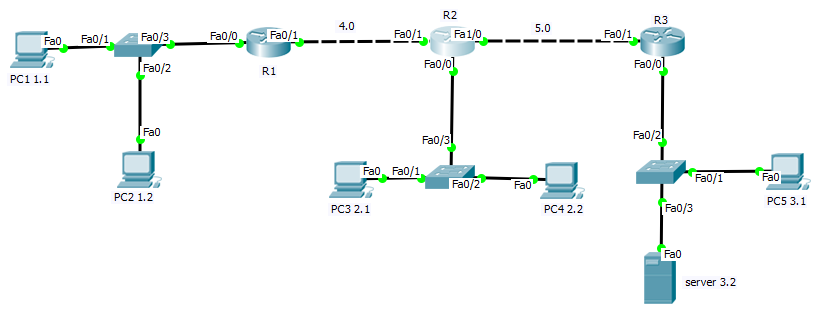 R2
4.0
5.0
R3
Fa0
Fa0/1
Fa0/3
Fa0/0
Fa0/1
Fa0/1
Fa1/0
Fa0/1
PC1 1.1
Fa0/2
R1
Fa0/0
Fa0/0
Fa0
Fa0/3
Fa0/2
PC2 1.2
Fa0
Fa0/1
Fa0/2
Fa0
Fa0/1
Fa0
PC3 2.1
PC4 2.2
PC5 3.1
Fa0/3
Fa0
server 3.2